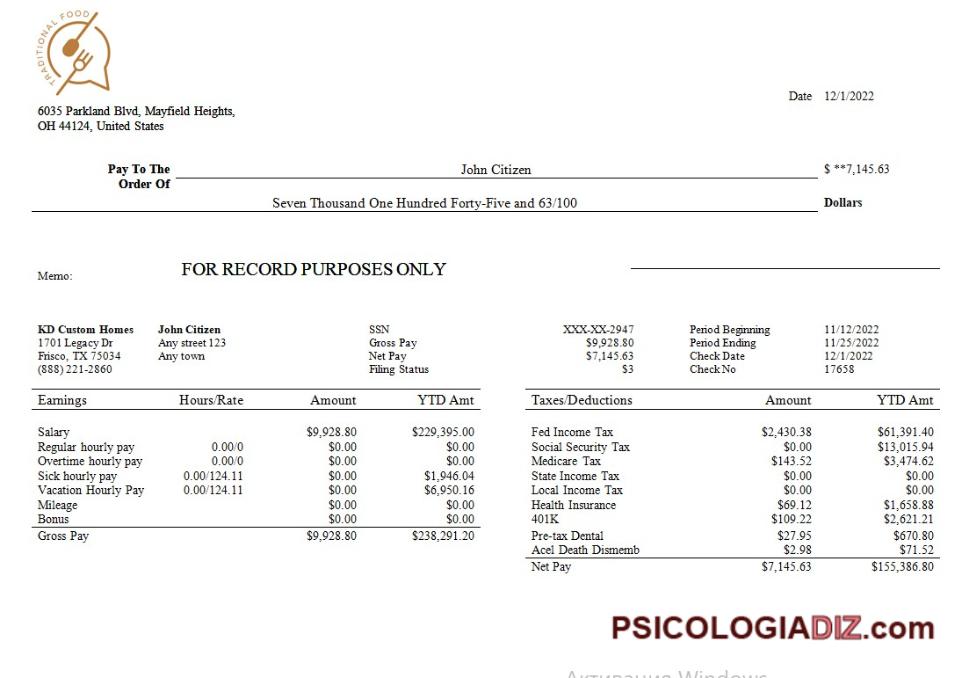 TRADITIONAL FOOD
6035 Parkland Blvd, Mayfield Heights,
OH 44124, United States
Date 12/1/2022
Pay To The Order Of John Citizen $ **7,145.63
Seven Thousand One Hundred Forty-Five and 63/100 Dollars
Memo: FOR RECORD PURPOSES ONLY
KD Custom Homes John Citizen SSN XXX-XX-2947 Period Beginning 11/12/2022
1701 Legacy Dr Any street 123 Gross Pay $9,928.80 Period Ending 11/25/2022
Frisco, TX 75034 Any town Net Pay $7,145.63 Check Date 12/1/2022
(888) 221-2860 Filing Status $3 Check No 17658
Earnings Hours/Rate Amount YTD Amt Taxes/Deductions Amount YTD Amt
Salary $9,928.80 $229,395.00 Fed Income Tax $2,430.38 $61,391.40
Regular hourly pay 0.00/0 $0.00 $0.00 Social Security Tax $0.00 $13,015.94
Overtime hourly pay 0.00/0 $0.00 $0.00 Medicare Tax $143.52 $3,474.62
Sick hourly pay 0.00/124.11 $0.00 $1,946.04 State Income Tax $0.00 $0.00
Vacation Hourly Pay 0.00/124.11 $0.00 $6,950.16 Local Income Tax $0.00 $0.00
Mileage $0.00 $0.00 Health Insurance $69.12 $1,658.88
Bonus $0.00 $0.00 401K $109.22 $2,621.21
Gross Pay $9,928.80 $238,291.20 Pre-tax Dental $27.95 $670.80
Acel Death Dismemb $2.98 $71.52
Net Pay $7,145.63 $155,386.80
PSICOLOGIADIZ.com
Активация Windows